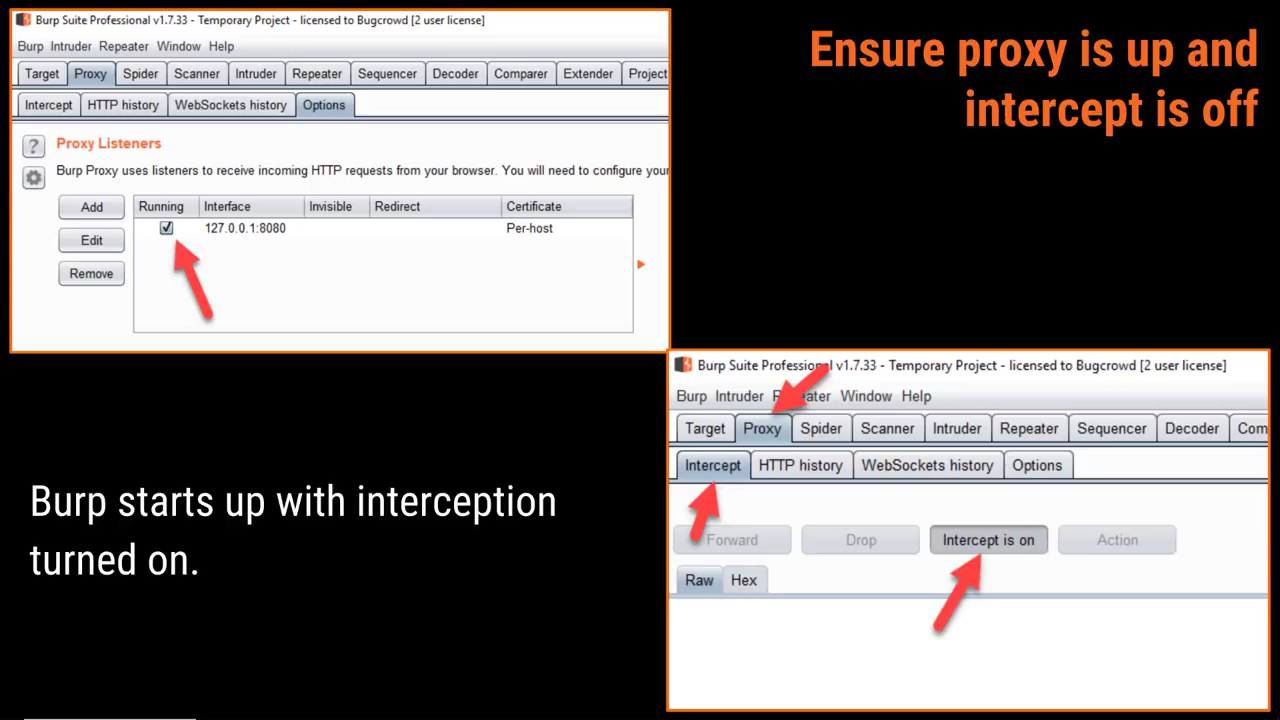 Burp Suite Professional v1.7.33 - Temporary Project - licensed to Bugcrowd [2 user license]
Burp Intruder Repeater Window Help
Target Proxy Spider Scanner Intruder Repeater Sequencer Decoder Comparer Extender Project
Intercept HTTP history WebSockets history Options
? Proxy Listeners
Burp Proxy uses listeners to receive incoming HTTP requests from your browser. You will need to configure your
Add Running Interface Invisible Redirect Certificate
127.0.0.1:8080 Per-host
Edit
Remove
Ensure proxy is up and
intercept is off
Burp starts up with interception
turned on.
Burp Suite Professional v1.7.33 - Temporary Project - licensed to Bugcrowd [2 user license]
Burp Intruder Repeater Window Help
Target Proxy Spider Scanner Intruder Repeater Sequencer Decoder Com
Intercept HTTP history WebSockets history Options
Forward Drop Intercept is on Action
Raw Hex